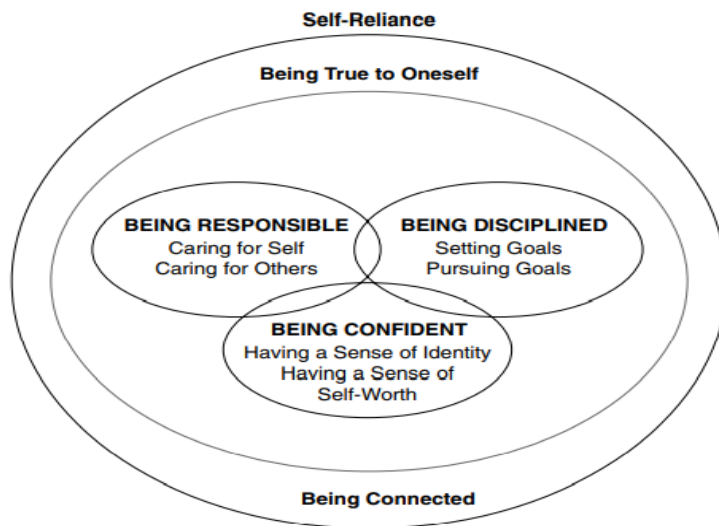 Self-Reliance
Being True to Oneself
BEING RESPONSIBLE
Caring for Self
Caring for Others
BEING DISCIPLINED
Setting Goals
Pursuing Goals
BEING CONFIDENT
Having a Sense of Identity
Having a Sense of
Self-Worth
Being Connected